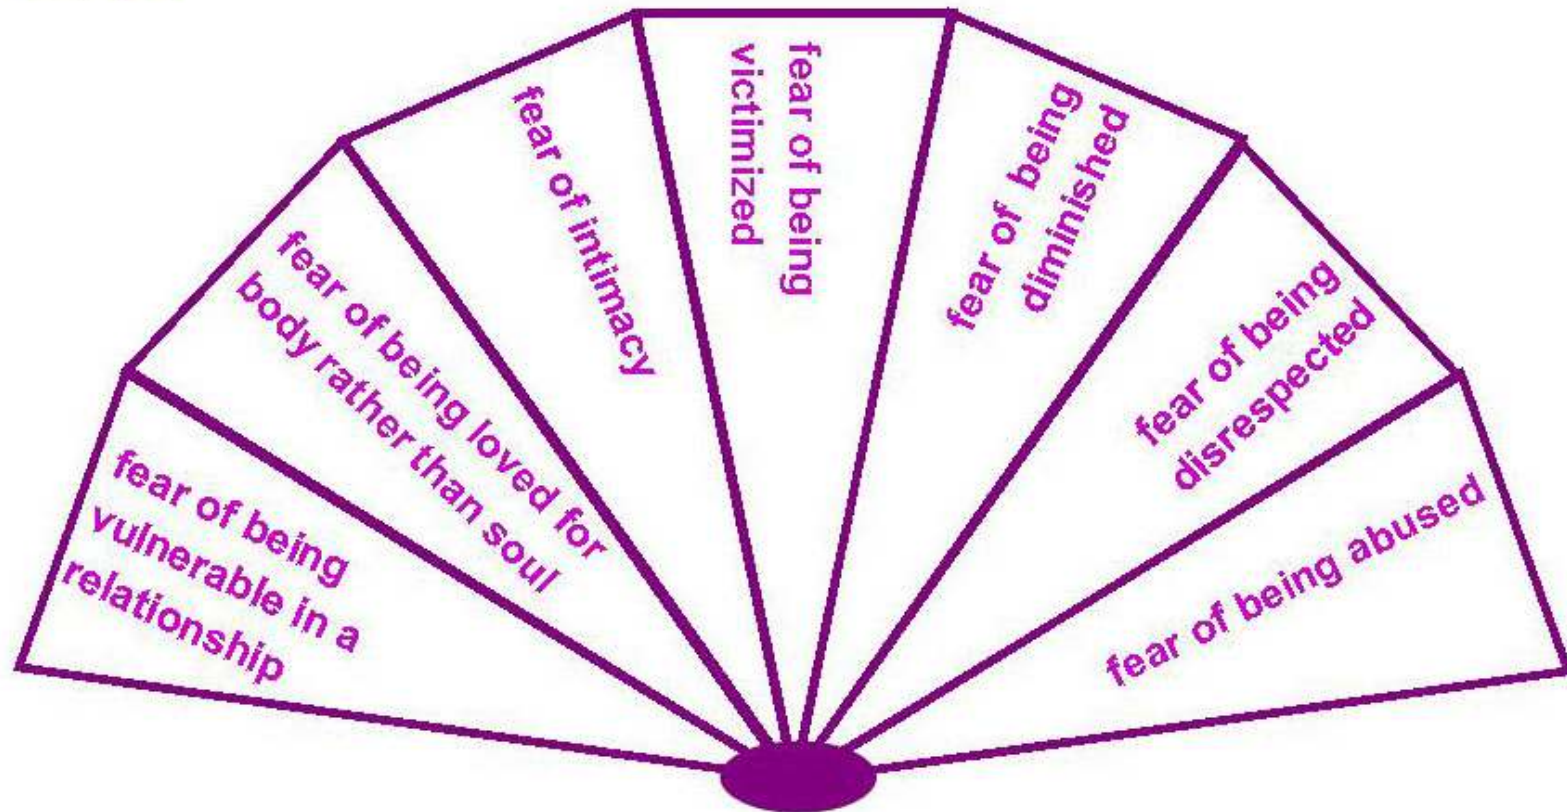 fear of being
vulnerable in a
relationship
fear of being loved for
body rather than soul
fear of intimacy
fear of being
victimized
fear of being
diminished
fear of being
disrespected
fear of being abused